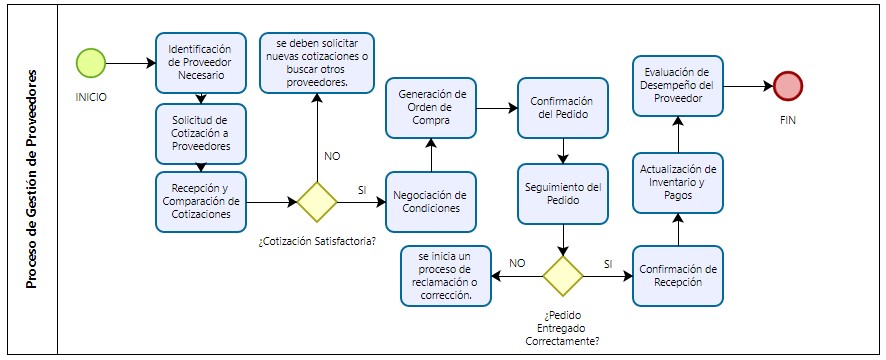 Proceso de Gestión de Proveedores
INICIO
Identificación
de Proveedor
Necesario
Solicitud de
Cotización a
Proveedores
Recepción y
Comparación de
Cotizaciones
¿Cotización Satisfactoria?
NO
se deben solicitar
nuevas cotizaciones o
buscar otros
proveedores.
SI
Negociación de
Condiciones
Generación de
Orden de
Compra
Confirmación
del Pedido
Seguimiento del
Pedido
¿Pedido
Entregado
Correctamente?
NO
se inicia un
proceso de
reclamación o
corrección.
SI
Confirmación de
Recepción
Actualización de
Inventario y
Pagos
Evaluación de
Desempeño del
Proveedor
FIN